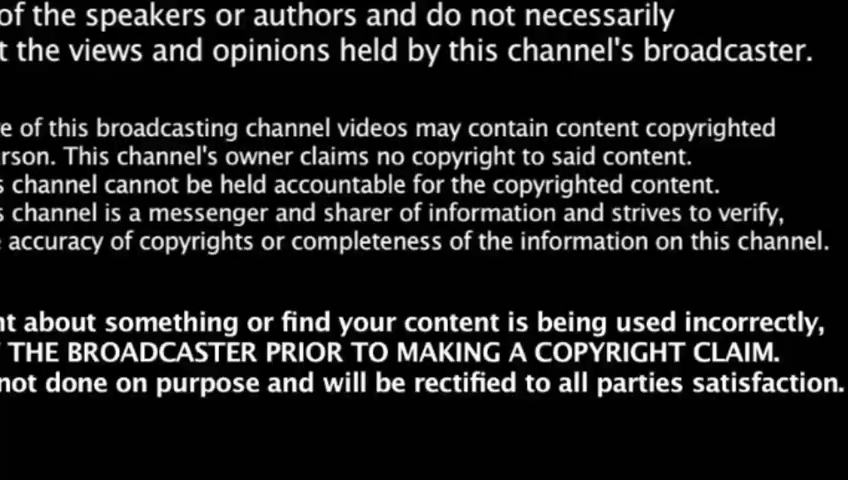 of the speakers or authors and do not necessarily
the views and opinions held by this channel's broadcaster.
of this broadcasting channel videos may contain content copyrighted
This channel's owner claims no copyright to said content.
channel cannot be held accountable for the copyrighted content.
channel is a messenger and sharer of information and strives to verify,
accuracy of copyrights or completeness of the information on this channel.
about something or find your content is being used incorrectly,
THE BROADCASTER PRIOR TO MAKING A COPYRIGHT CLAIM.
not done on purpose and will be rectified to all parties satisfaction.